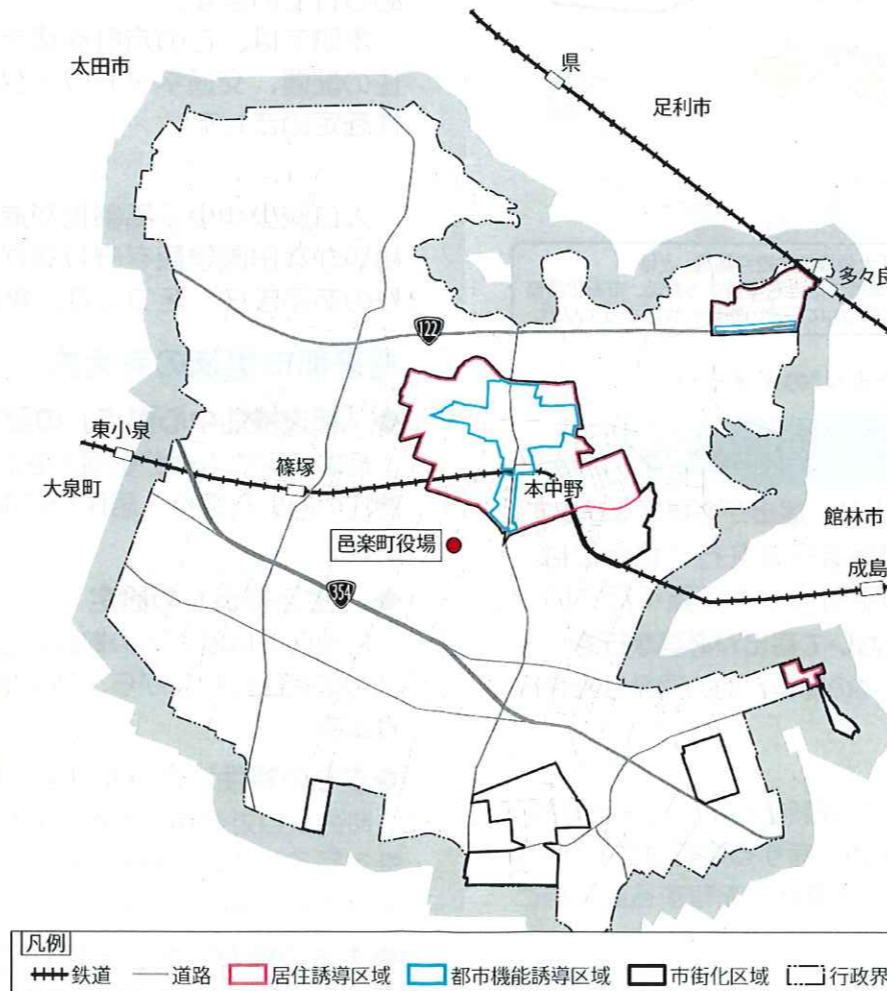 太田市
県
足利市
多々良
122
東小泉
篠塚
大泉町
本中野
館林市
邑楽町役場
成島
354
凡例
鉄道 道路 居住誘導区域 都市機能誘導区域 市街化区域 行政界